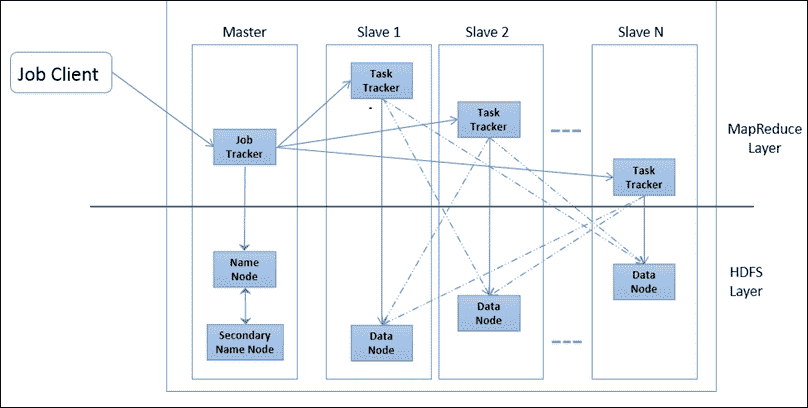 Master
Slave 1
Slave 2
Slave N
Job Client
Task
Tracker
Task
Tracker
Job
Tracker
Task
Tracker
MapReduce
Layer
Name
Node
Secondary
Name Node
Data
Node
Data
Node
Data
Node
HDFS
Layer